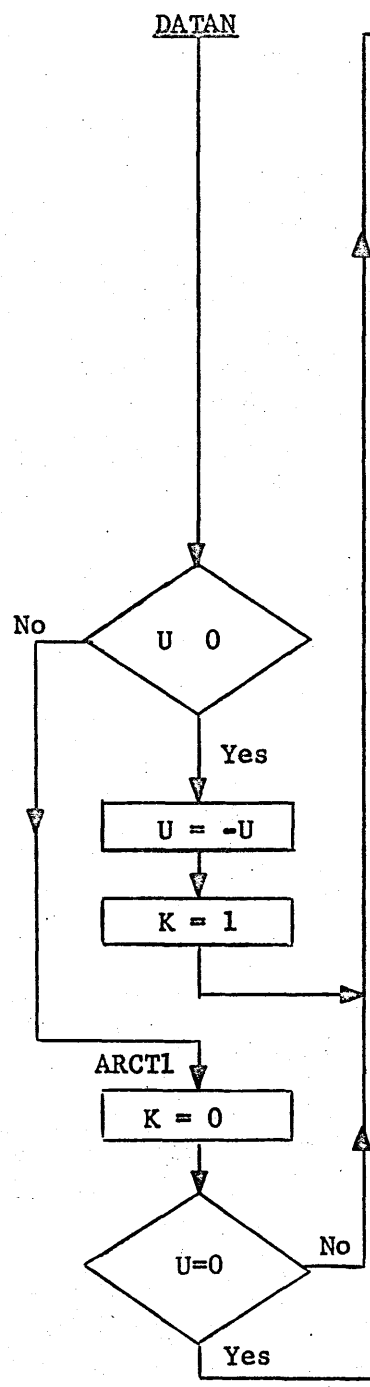 DATAN
No
U 0
Yes
U = -U
K = 1
ARCT1
K = 0
U=0
No
Yes